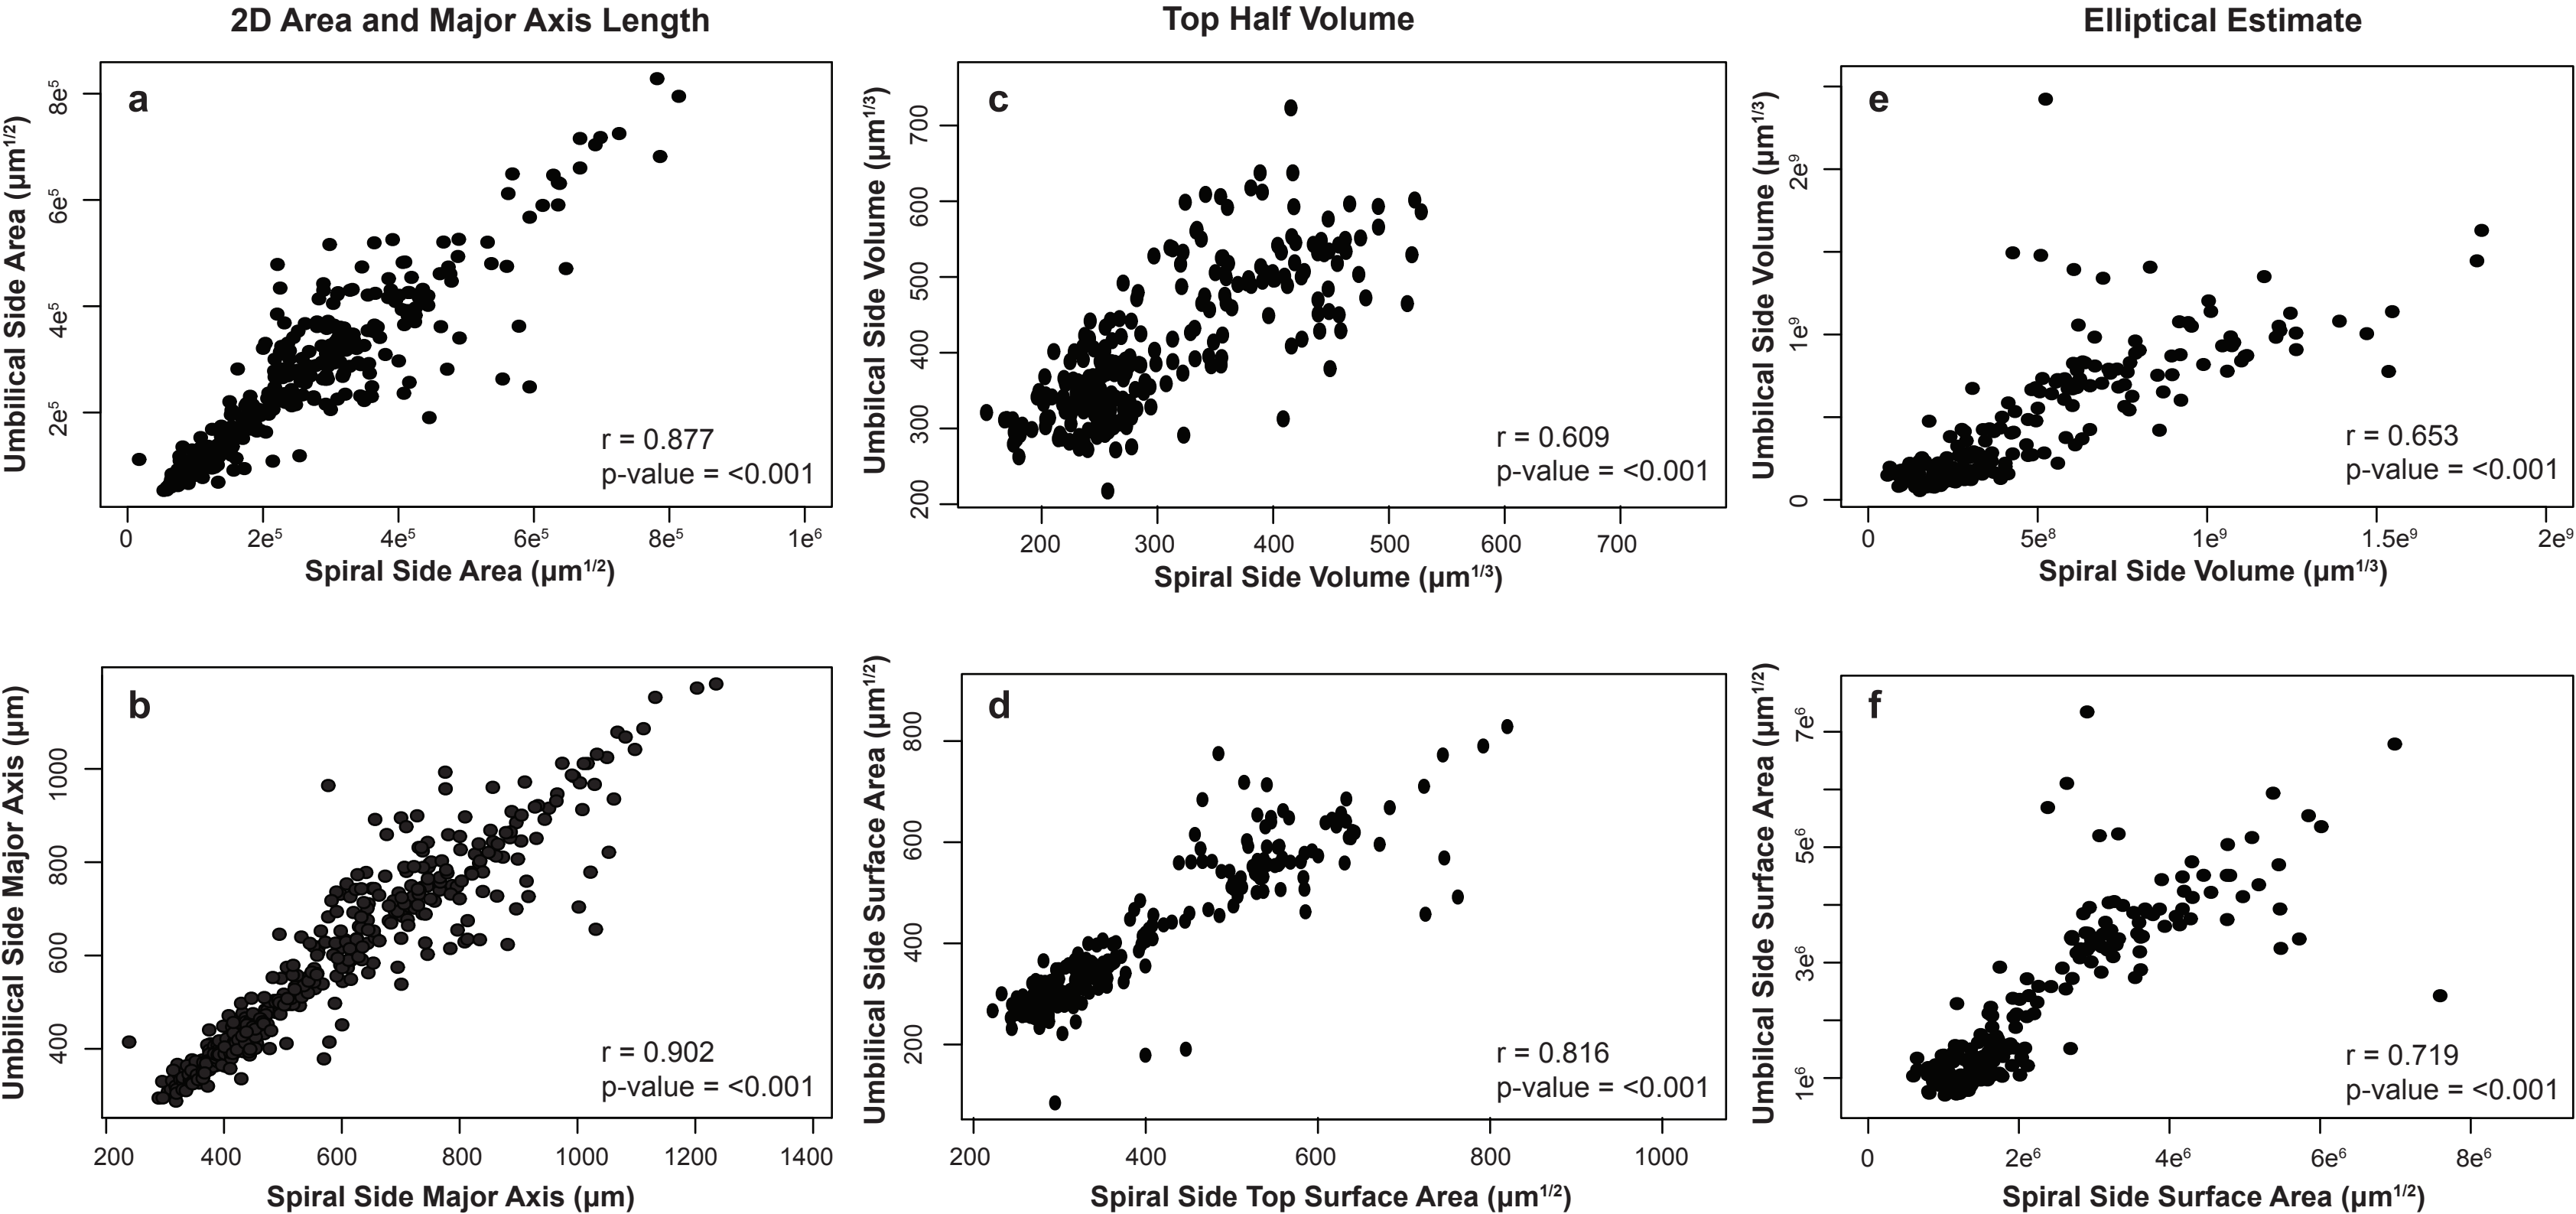 2D Area and Major Axis Length
Top Half Volume
Elliptical Estimate
a
Umbilical Side Area (µm1/2)
8e5
6e5
4e5
2e5
r = 0.877
p-value = <0.001
0 2e5 4e5 6e5 8e5 1e6
Spiral Side Area (µm1/2)
c
Umbilcal Side Volume (µm1/3)
700
600
500
400
300
200
r = 0.609
p-value = <0.001
200 300 400 500 600 700
Spiral Side Volume (µm1/3)
e
Umbilcal Side Volume (µm1/3)
2e9
1e9
0
r = 0.653
p-value = <0.001
0 5e8 1e9 1.5e9 2e9
Spiral Side Volume (µm1/3)
b
Umbilical Side Major Axis (µm)
1000
800
600
400
r = 0.902
p-value = <0.001
200 400 600 800 1000 1200 1400
Spiral Side Major Axis (µm)
d
Umbilical Side Surface Area (µm1/2)
800
600
400
200
r = 0.816
p-value = <0.001
200 400 600 800 1000
Spiral Side Top Surface Area (µm1/2)
f
Umbilcal Side Surface Area (µm1/2)
7e6
5e6
3e6
1e6
r = 0.719
p-value = <0.001
0 2e6 4e6 6e6 8e6
Spiral Side Surface Area (µm1/2)